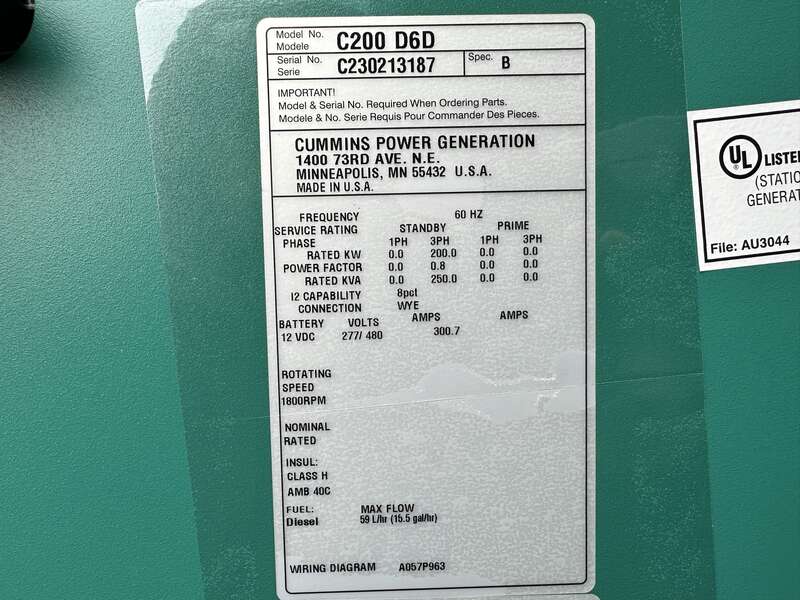 Model No. C200 D6D
Modele
Serial No. C230213187 Spec. B
Serie
IMPORTANT!
Model & Serial No. Required When Ordering Parts.
Modele & No. Serie Requis Pour Commander Des Pieces.
CUMMINS POWER GENERATION
1400 73RD AVE. N.E.
MINNEAPOLIS, MN 55432 U.S.A.
MADE IN U.S.A.
FREQUENCY 60 HZ
SERVICE RATING STANDBY PRIME
PHASE 1PH 3PH 1PH 3PH
RATED KW 0.0 200.0 0.0 0.0
POWER FACTOR 0.0 0.8 0.0 0.0
RATED KVA 0.0 250.0 0.0 0.0
I2 CAPABILITY 8pct
CONNECTION WYE
BATTERY VOLTS AMPS AMPS
12 VDC 277/ 480 300.7
ROTATING
SPEED
1800RPM
NOMINAL
RATED
INSUL:
CLASS H
AMB 40C
FUEL: MAX FLOW
Diesel 59 L/hr (15.5 gal/hr)
WIRING DIAGRAM A057P963
UL LISTE
(STATIO
GENERAT
File: AU3044